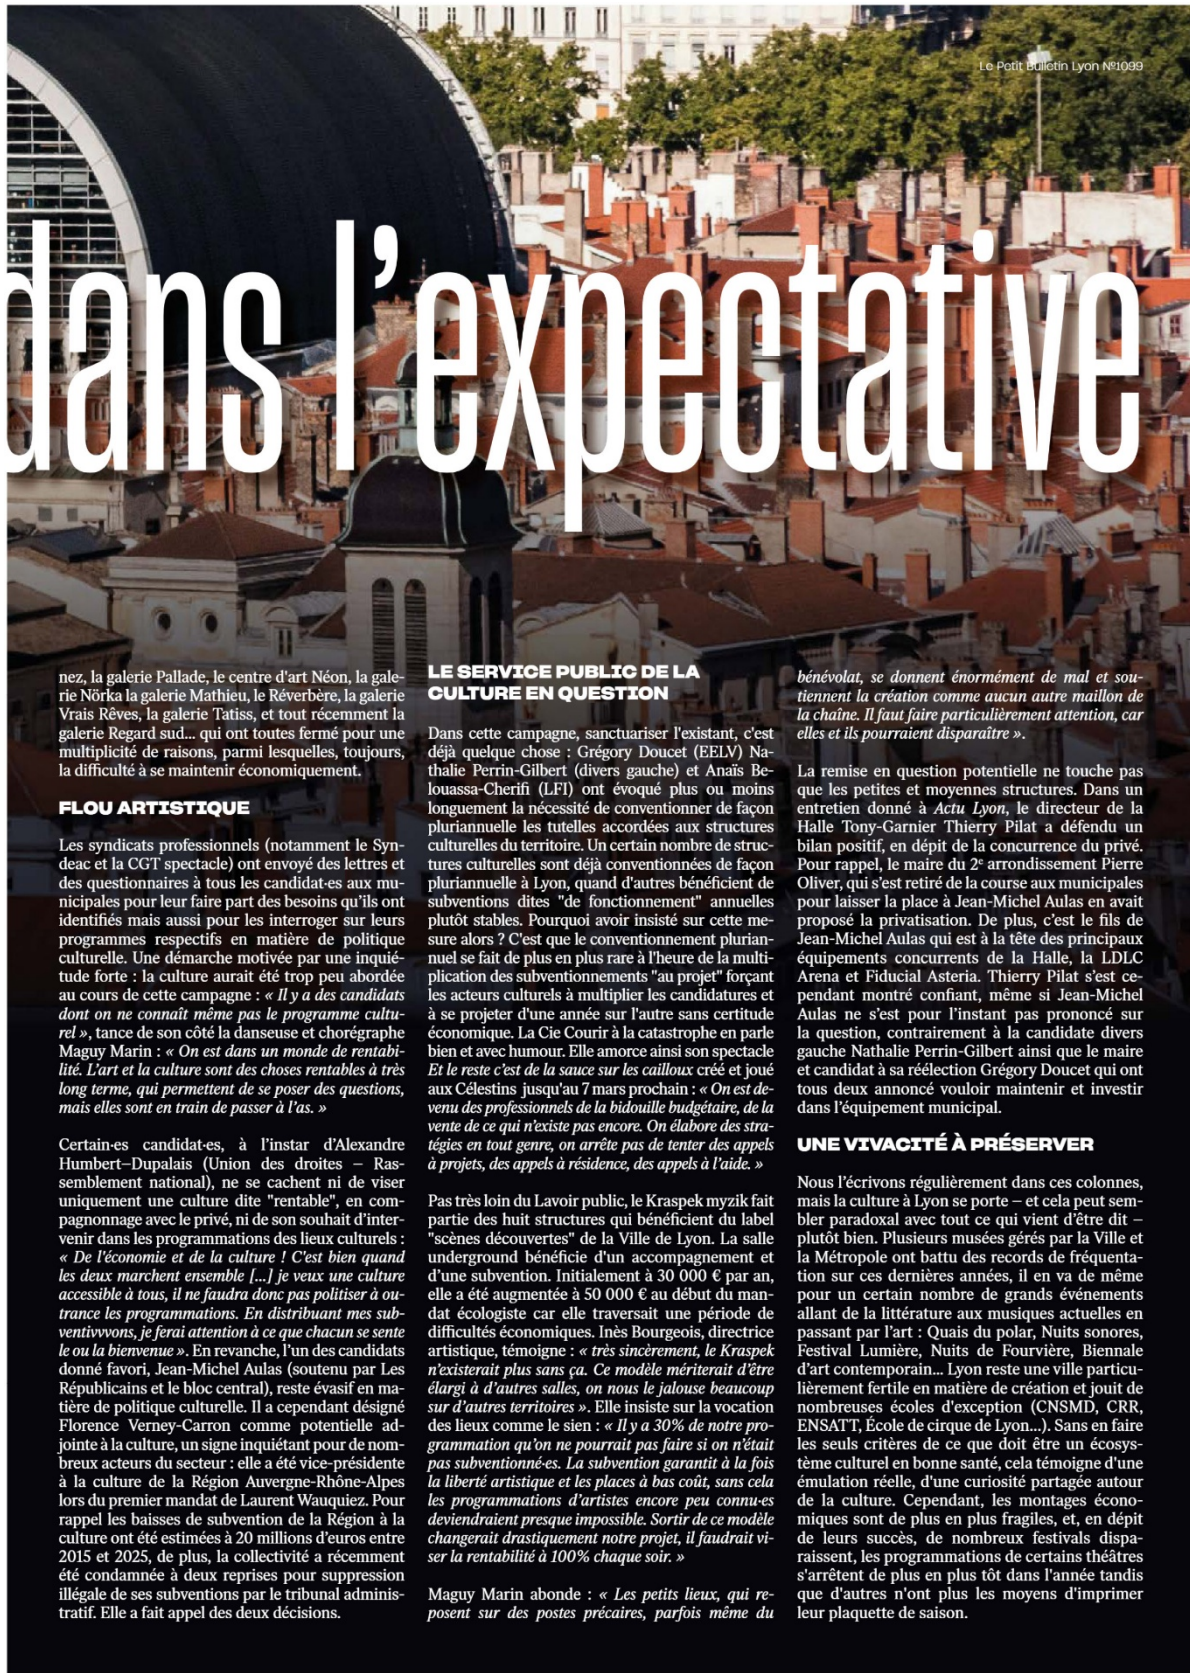 Le Petit Bulletin Lyon №1099
dans l’expectative
nez, la galerie Pallade, le centre d'art Néon, la gale-
rie Nörka la galerie Mathieu, le Réverbère, la galerie
Vrais Rêves, la galerie Tatiss, et tout récemment la
galerie Regard sud... qui ont toutes fermé pour une
multiplicité de raisons, parmi lesquelles, toujours,
la difficulté à se maintenir économiquement.
FLOU ARTISTIQUE
Les syndicats professionnels (notamment le Syn-
deac et la CGT spectacle) ont envoyé des lettres et
des questionnaires à tous les candidat·es aux mu-
nicipales pour leur faire part des besoins qu’ils ont
identifiés mais aussi pour les interroger sur leurs
programmes respectifs en matière de politique
culturelle. Une démarche motivée par une inquié-
tude forte : la culture aurait été trop peu abordée
au cours de cette campagne : « Il y a des candidats
dont on ne connaît même pas le programme cultu-
rel », tance de son côté la danseuse et chorégraphe
Maguy Marin : « On est dans un monde de rentabi-
lité. L’art et la culture sont des choses rentables à très
long terme, qui permettent de se poser des questions,
mais elles sont en train de passer à l’as. »
Certain·es candidat·es, à l’instar d’Alexandre
Humbert–Dupalais (Union des droites – Ras-
semblement national), ne se cachent ni de viser
uniquement une culture dite "rentable", en com-
pagnonnage avec le privé, ni de son souhait d’inter-
venir dans les programmations des lieux culturels :
« De l'économie et de la culture ! C'est bien quand
les deux marchent ensemble [...] je veux une culture
accessible à tous, il ne faudra donc pas politiser à ou-
trance les programmations. En distribuant mes sub-
ventivvvons, je ferai attention à ce que chacun se sente
le ou la bienvenue ». En revanche, l’un des candidats
donné favori, Jean-Michel Aulas (soutenu par Les
Républicains et le bloc central), reste évasif en ma-
tière de politique culturelle. Il a cependant désigné
Florence Verney-Carron comme potentielle ad-
jointe à la culture, un signe inquiétant pour de nom-
breux acteurs du secteur : elle a été vice-présidente
à la culture de la Région Auvergne-Rhône-Alpes
lors du premier mandat de Laurent Wauquiez. Pour
rappel les baisses de subvention de la Région à la
culture ont été estimées à 20 millions d’euros entre
2015 et 2025, de plus, la collectivité a récemment
été condamnée à deux reprises pour suppression
illégale de ses subventions par le tribunal adminis-
tratif. Elle a fait appel des deux décisions.
LE SERVICE PUBLIC DE LA
CULTURE EN QUESTION
Dans cette campagne, sanctuariser l'existant, c'est
déjà quelque chose : Grégory Doucet (EELV) Na-
thalie Perrin-Gilbert (divers gauche) et Anaïs Be-
louassa-Cherifi (LFI) ont évoqué plus ou moins
longuement la nécessité de conventionner de façon
pluriannuelle les tutelles accordées aux structures
culturelles du territoire. Un certain nombre de struc-
tures culturelles sont déjà conventionnées de façon
pluriannuelle à Lyon, quand d'autres bénéficient de
subventions dites "de fonctionnement" annuelles
plutôt stables. Pourquoi avoir insisté sur cette me-
sure alors ? C'est que le conventionnement plurian-
nuel se fait de plus en plus rare à l'heure de la multi-
plication des subventionnements "au projet" forçant
les acteurs culturels à multiplier les candidatures et
à se projeter d'une année sur l'autre sans certitude
économique. La Cie Courir à la catastrophe en parle
bien et avec humour. Elle amorce ainsi son spectacle
Et le reste c’est de la sauce sur les cailloux créé et joué
aux Célestins jusqu'au 7 mars prochain : « On est de-
venu des professionnels de la bidouille budgétaire, de la
vente de ce qui n’existe pas encore. On élabore des stra-
tégies en tout genre, on arrête pas de tenter des appels
à projets, des appels à résidence, des appels à l’aide. »
Pas très loin du Lavoir public, le Kraspek myzik fait
partie des huit structures qui bénéficient du label
"scènes découvertes" de la Ville de Lyon. La salle
underground bénéficie d'un accompagnement et
d’une subvention. Initialement à 30 000 € par an,
elle a été augmentée à 50 000 € au début du man-
dat écologiste car elle traversait une période de
difficultés économiques. Inès Bourgeois, directrice
artistique, témoigne : « très sincèrement, le Kraspek
n’existerait plus sans ça. Ce modèle mériterait d’être
élargi à d’autres salles, on nous le jalouse beaucoup
sur d’autres territoires ». Elle insiste sur la vocation
des lieux comme le sien : « Il y a 30% de notre pro-
grammation qu’on ne pourrait pas faire si on n’était
pas subventionné·es. La subvention garantit à la fois
la liberté artistique et les places à bas coût, sans cela
les programmations d’artistes encore peu connu·es
deviendraient presque impossible. Sortir de ce modèle
changerait drastiquement notre projet, il faudrait vi-
ser la rentabilité à 100% chaque soir. »
Maguy Marin abonde : « Les petits lieux, qui re-
posent sur des postes précaires, parfois même du
bénévolat, se donnent énormément de mal et sou-
tiennent la création comme aucun autre maillon de
la chaîne. Il faut faire particulièrement attention, car
elles et ils pourraient disparaître ».
La remise en question potentielle ne touche pas
que les petites et moyennes structures. Dans un
entretien donné à Actu Lyon, le directeur de la
Halle Tony-Garnier Thierry Pilat a défendu un
bilan positif, en dépit de la concurrence du privé.
Pour rappel, le maire du 2e arrondissement Pierre
Oliver, qui s’est retiré de la course aux municipales
pour laisser la place à Jean-Michel Aulas en avait
proposé la privatisation. De plus, c’est le fils de
Jean-Michel Aulas qui est à la tête des principaux
équipements concurrents de la Halle, la LDLC
Arena et Fiducial Asteria. Thierry Pilat s’est ce-
pendant montré confiant, même si Jean-Michel
Aulas ne s’est pour l’instant pas prononcé sur
la question, contrairement à la candidate divers
gauche Nathalie Perrin-Gilbert ainsi que le maire
et candidat à sa réélection Grégory Doucet qui ont
tous deux annoncé vouloir maintenir et investir
dans l’équipement municipal.
UNE VIVACITÉ À PRÉSERVER
Nous l’écrivons régulièrement dans ces colonnes,
mais la culture à Lyon se porte – et cela peut sem-
bler paradoxal avec tout ce qui vient d’être dit –
plutôt bien. Plusieurs musées gérés par la Ville et
la Métropole ont battu des records de fréquenta-
tion sur ces dernières années, il en va de même
pour un certain nombre de grands événements
allant de la littérature aux musiques actuelles en
passant par l’art : Quais du polar, Nuits sonores,
Festival Lumière, Nuits de Fourvière, Biennale
d’art contemporain... Lyon reste une ville particu-
lièrement fertile en matière de création et jouit de
nombreuses écoles d’exception (CNSMD, CRR,
ENSATT, École de cirque de Lyon...). Sans en faire
les seuls critères de ce que doit être un écosys-
tème culturel en bonne santé, cela témoigne d’une
émulation réelle, d'une curiosité partagée autour
de la culture. Cependant, les montages écono-
miques sont de plus en plus fragiles, et, en dépit
de leurs succès, de nombreux festivals dispa-
raissent, les programmations de certains théâtres
s'arrêtent de plus en plus tôt dans l'année tandis
que d'autres n'ont plus les moyens d'imprimer
leur plaquette de saison.